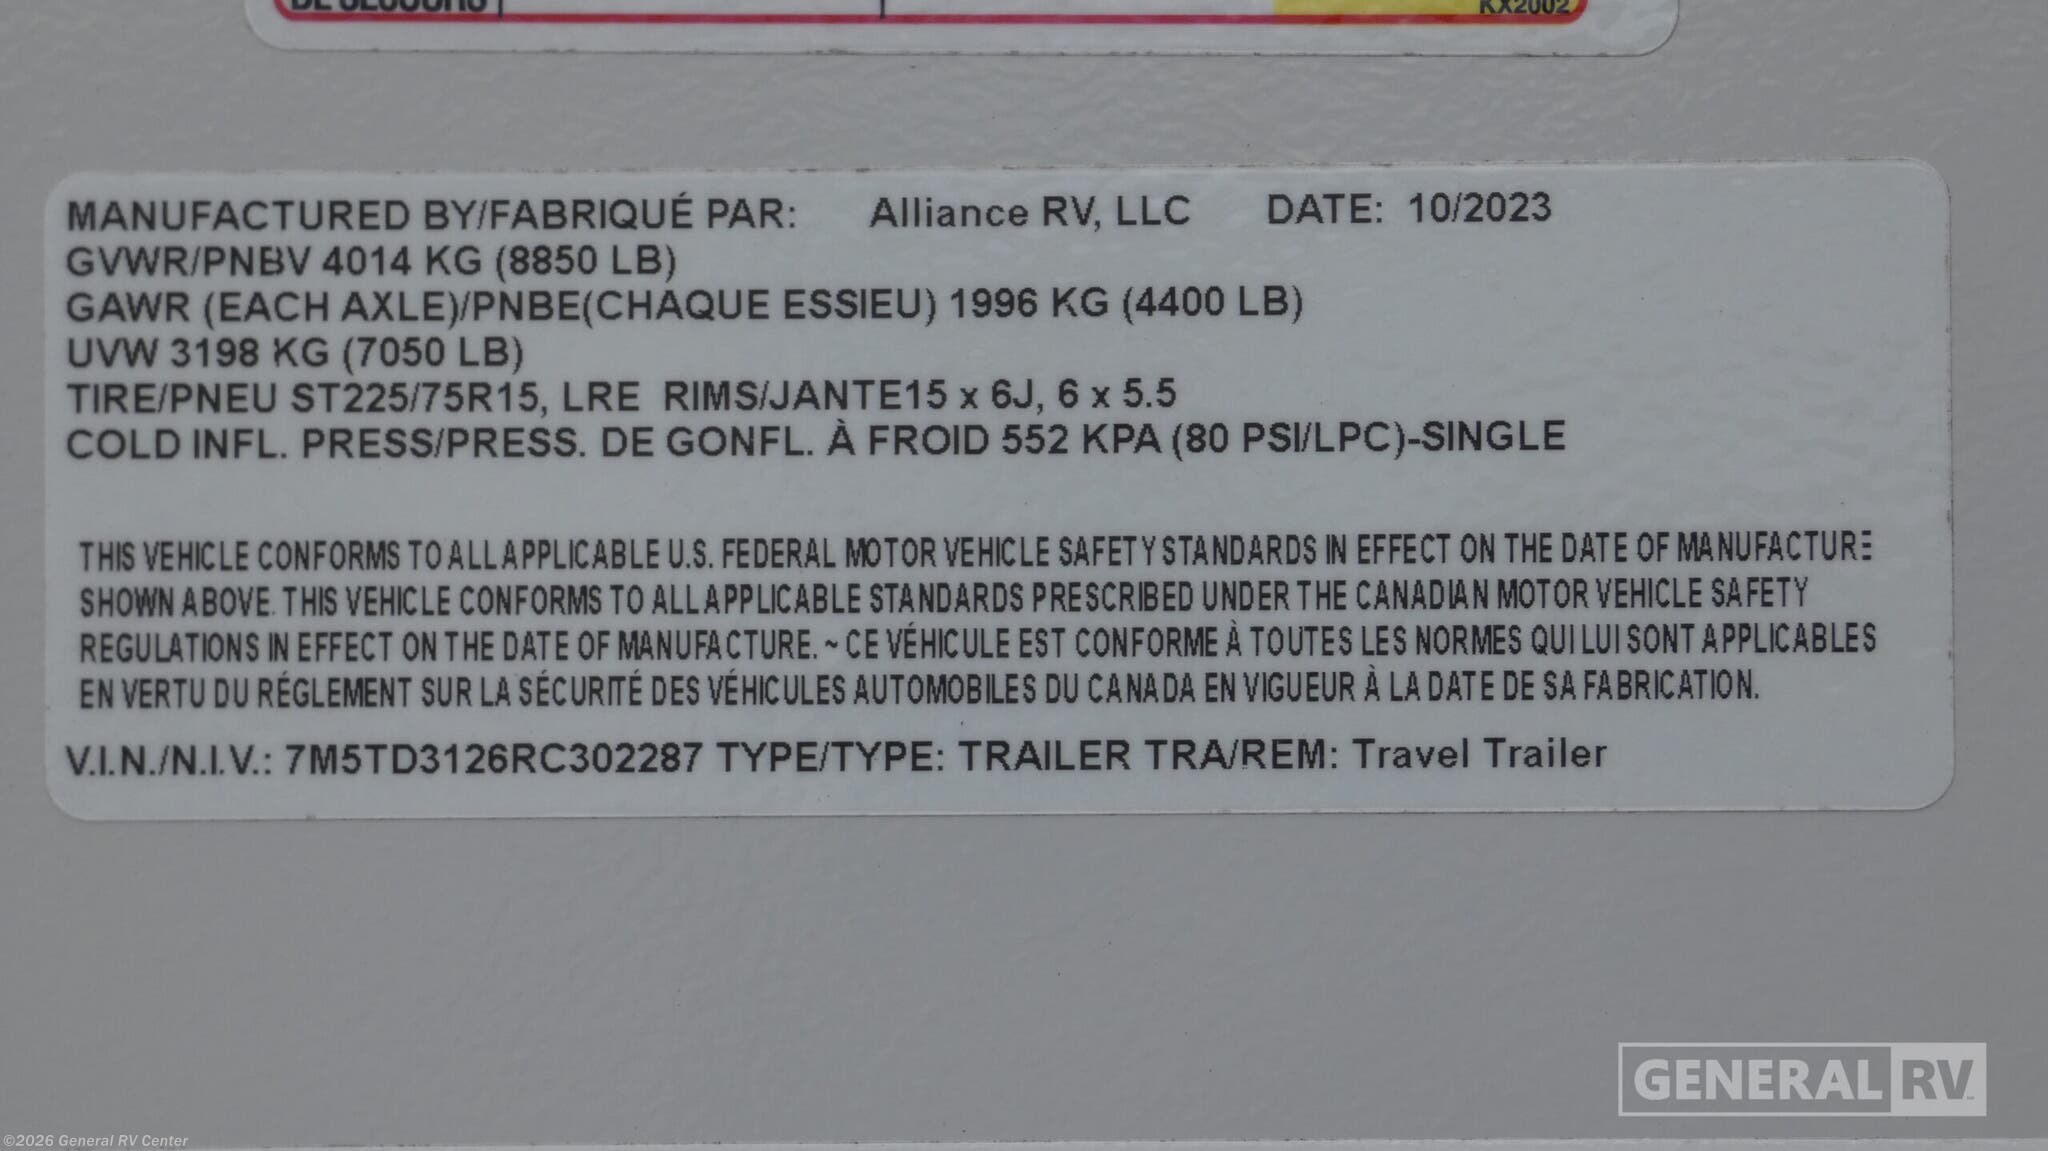 DE SECOURS
KX2002
MANUFACTURED BY/FABRIQUÉ PAR: Alliance RV, LLC DATE: 10/2023
GVWR/PNBV 4014 KG (8850 LB)
GAWR (EACH AXLE)/PNBE(CHAQUE ESSIEU) 1996 KG (4400 LB)
UVW 3198 KG (7050 LB)
TIRE/PNEU ST225/75R15, LRE RIMS/JANTE15 x 6J, 6 x 5.5
COLD INFL. PRESS/PRESS. DE GONFL. À FROID 552 KPA (80 PSI/LPC)-SINGLE
THIS VEHICLE CONFORMS TO ALL APPLICABLE U.S. FEDERAL MOTOR VEHICLE SAFETY STANDARDS IN EFFECT ON THE DATE OF MANUFACTURE
SHOWN ABOVE. THIS VEHICLE CONFORMS TO ALL APPLICABLE STANDARDS PRESCRIBED UNDER THE CANADIAN MOTOR VEHICLE SAFETY
REGULATIONS IN EFFECT ON THE DATE OF MANUFACTURE. ~ CE VÉHICULE EST CONFORME À TOUTES LES NORMES QUI LUI SONT APPLICABLES
EN VERTU DU RÉGLEMENT SUR LA SÉCURITÉ DES VÉHICULES AUTOMOBILES DU CANADA EN VIGUEUR À LA DATE DE SA FABRICATION.
V.I.N./N.I.V.: 7M5TD3126RC302287 TYPE/TYPE: TRAILER TRA/REM: Travel Trailer
GENERAL RV
©2026 General RV Center